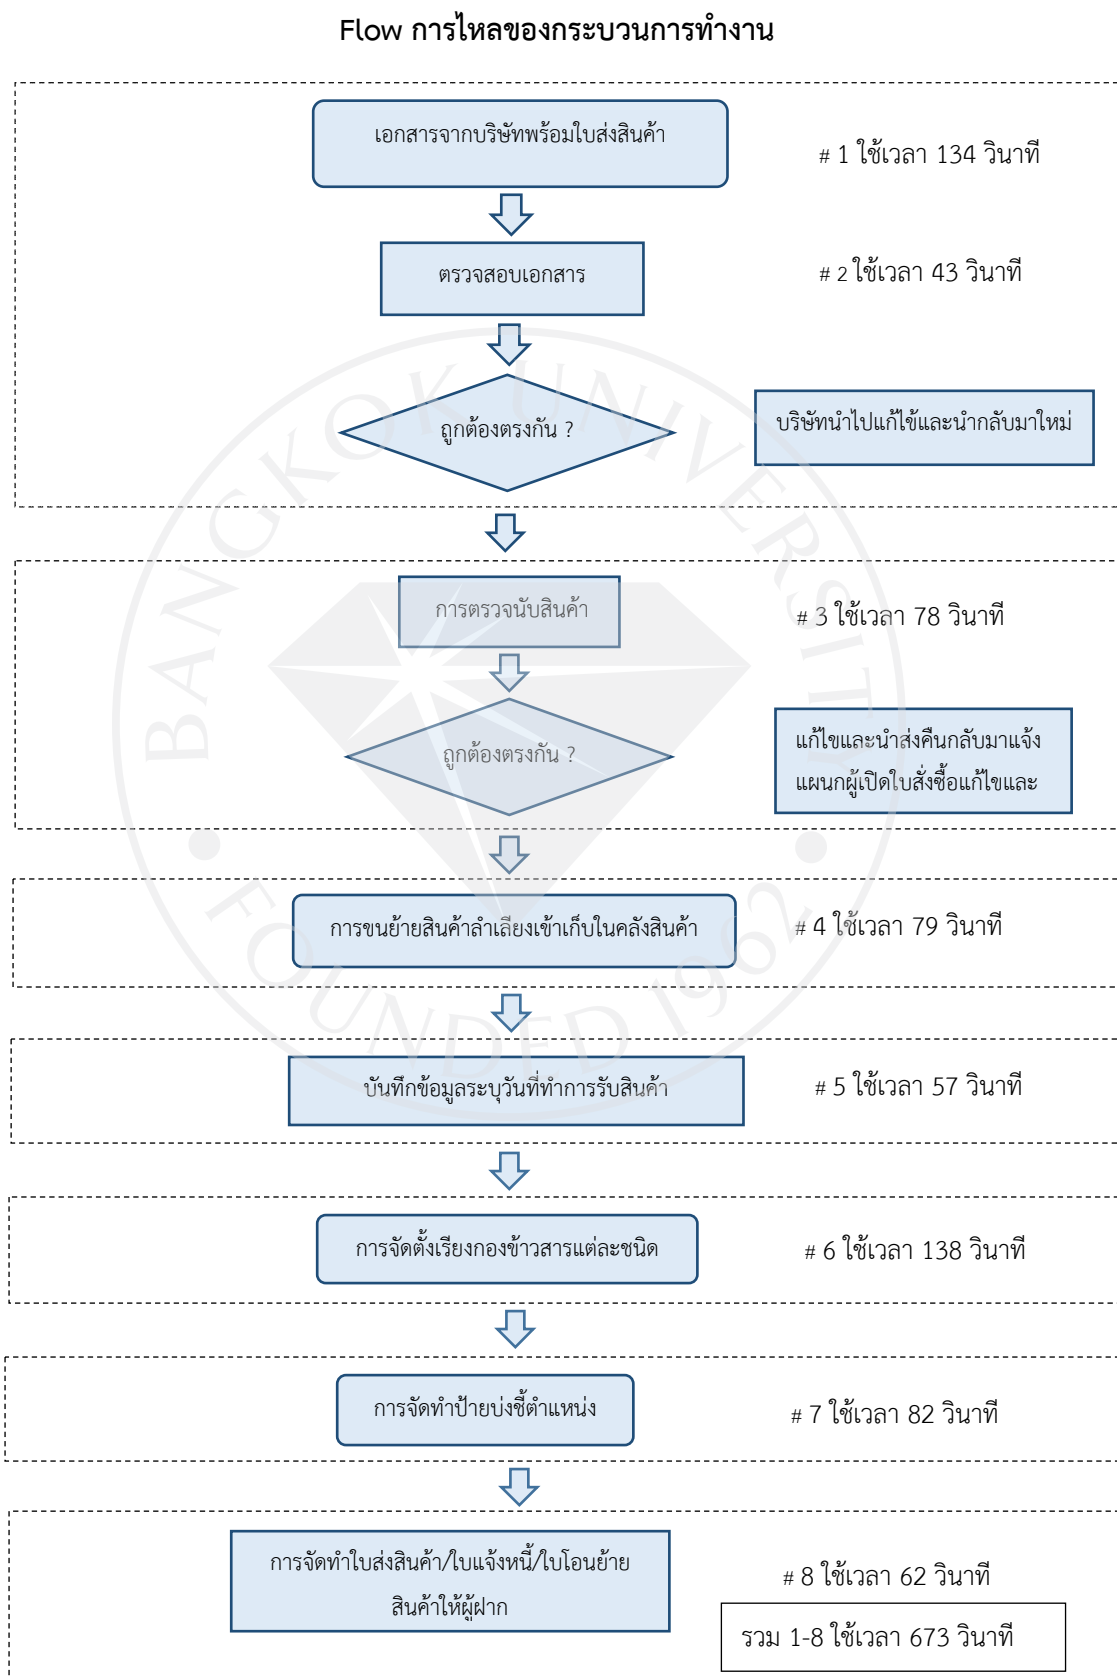 Flow การไหลของกระบวนการทำงาน
เอกสารจากบริษัทพร้อมใบส่งสินค้า
# 1 ใช้เวลา 134 วินาที
ตรวจสอบเอกสาร
# 2 ใช้เวลา 43 วินาที
ถูกต้องตรงกัน ?
บริษัทนำไปแก้ไข้และนำกลับมาใหม่
การตรวจนับสินค้า
# 3 ใช้เวลา 78 วินาที
ถูกต้องตรงกัน ?
แก้ไขและนำส่งคืนกลับมาแจ้ง
แผนกผู้เปิดใบสั่งซื้อแก้ไขและ
การขนย้ายสินค้าลำเลียงเข้าเก็บในคลังสินค้า
# 4 ใช้เวลา 79 วินาที
บันทึกข้อมูลระบุวันที่ทำการรับสินค้า
# 5 ใช้เวลา 57 วินาที
การจัดตั้งเรียงกองข้าวสารแต่ละชนิด
# 6 ใช้เวลา 138 วินาที
การจัดทำป้ายบ่งชี้ตำแหน่ง
# 7 ใช้เวลา 82 วินาที
การจัดทำใบส่งสินค้า/ใบแจ้งหนี้/ใบโอนย้าย
สินค้าให้ผู้ฝาก
# 8 ใช้เวลา 62 วินาที
รวม 1-8 ใช้เวลา 673 วินาที
BANGKOK UNIVERSITY
FOUNDED 1962